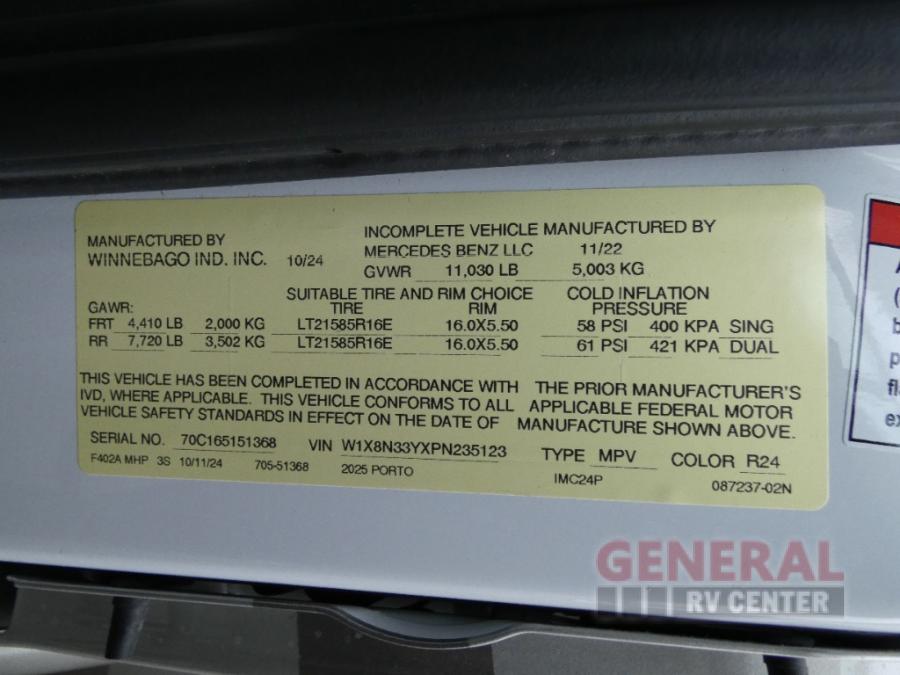 MANUFACTURED BY
WINNEBAGO IND. INC. 10/24
INCOMPLETE VEHICLE MANUFACTURED BY
MERCEDES BENZ LLC 11/22
GVWR 11,030 LB 5,003 KG
SUITABLE TIRE AND RIM CHOICE COLD INFLATION
GAWR: TIRE RIM PRESSURE
FRT 4,410 LB 2,000 KG LT21585R16E 16.0X5.50 58 PSI 400 KPA SING
RR 7,720 LB 3,502 KG LT21585R16E 16.0X5.50 61 PSI 421 KPA DUAL
THIS VEHICLE HAS BEEN COMPLETED IN ACCORDANCE WITH THE PRIOR MANUFACTURER'S
IVD, WHERE APPLICABLE. THIS VEHICLE CONFORMS TO ALL APPLICABLE FEDERAL MOTOR
VEHICLE SAFETY STANDARDS IN EFFECT ON THE DATE OF MANUFACTURE SHOWN ABOVE.
SERIAL NO. 70C165151368 VIN W1X8N33YXPN235123 TYPE MPV COLOR R24
F402A MHP 3S 10/11/24 705-51368 2025 PORTO IMC24P 087237-02N
GENERAL
RV CENTER